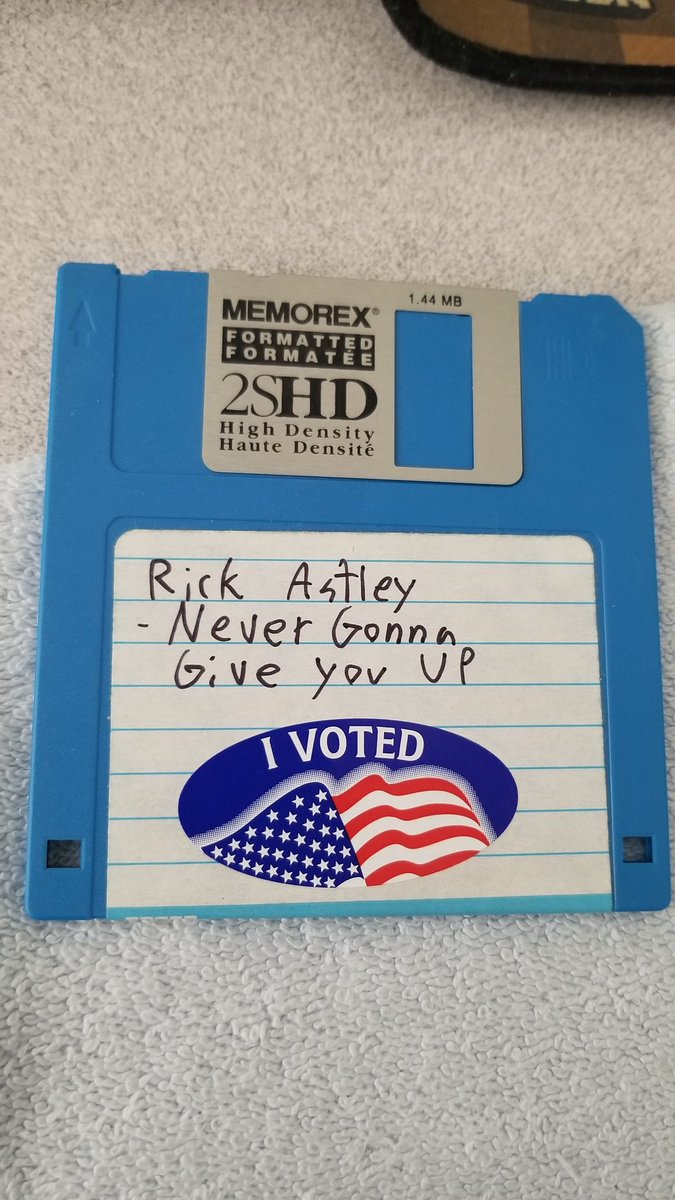 1.44 MB
MEMOREX®
FORMATTED
FORMATÉE
2SHD
High Density
Haute Densité
Rick Astley
- Never Gonna
Give you UP
I VOTED